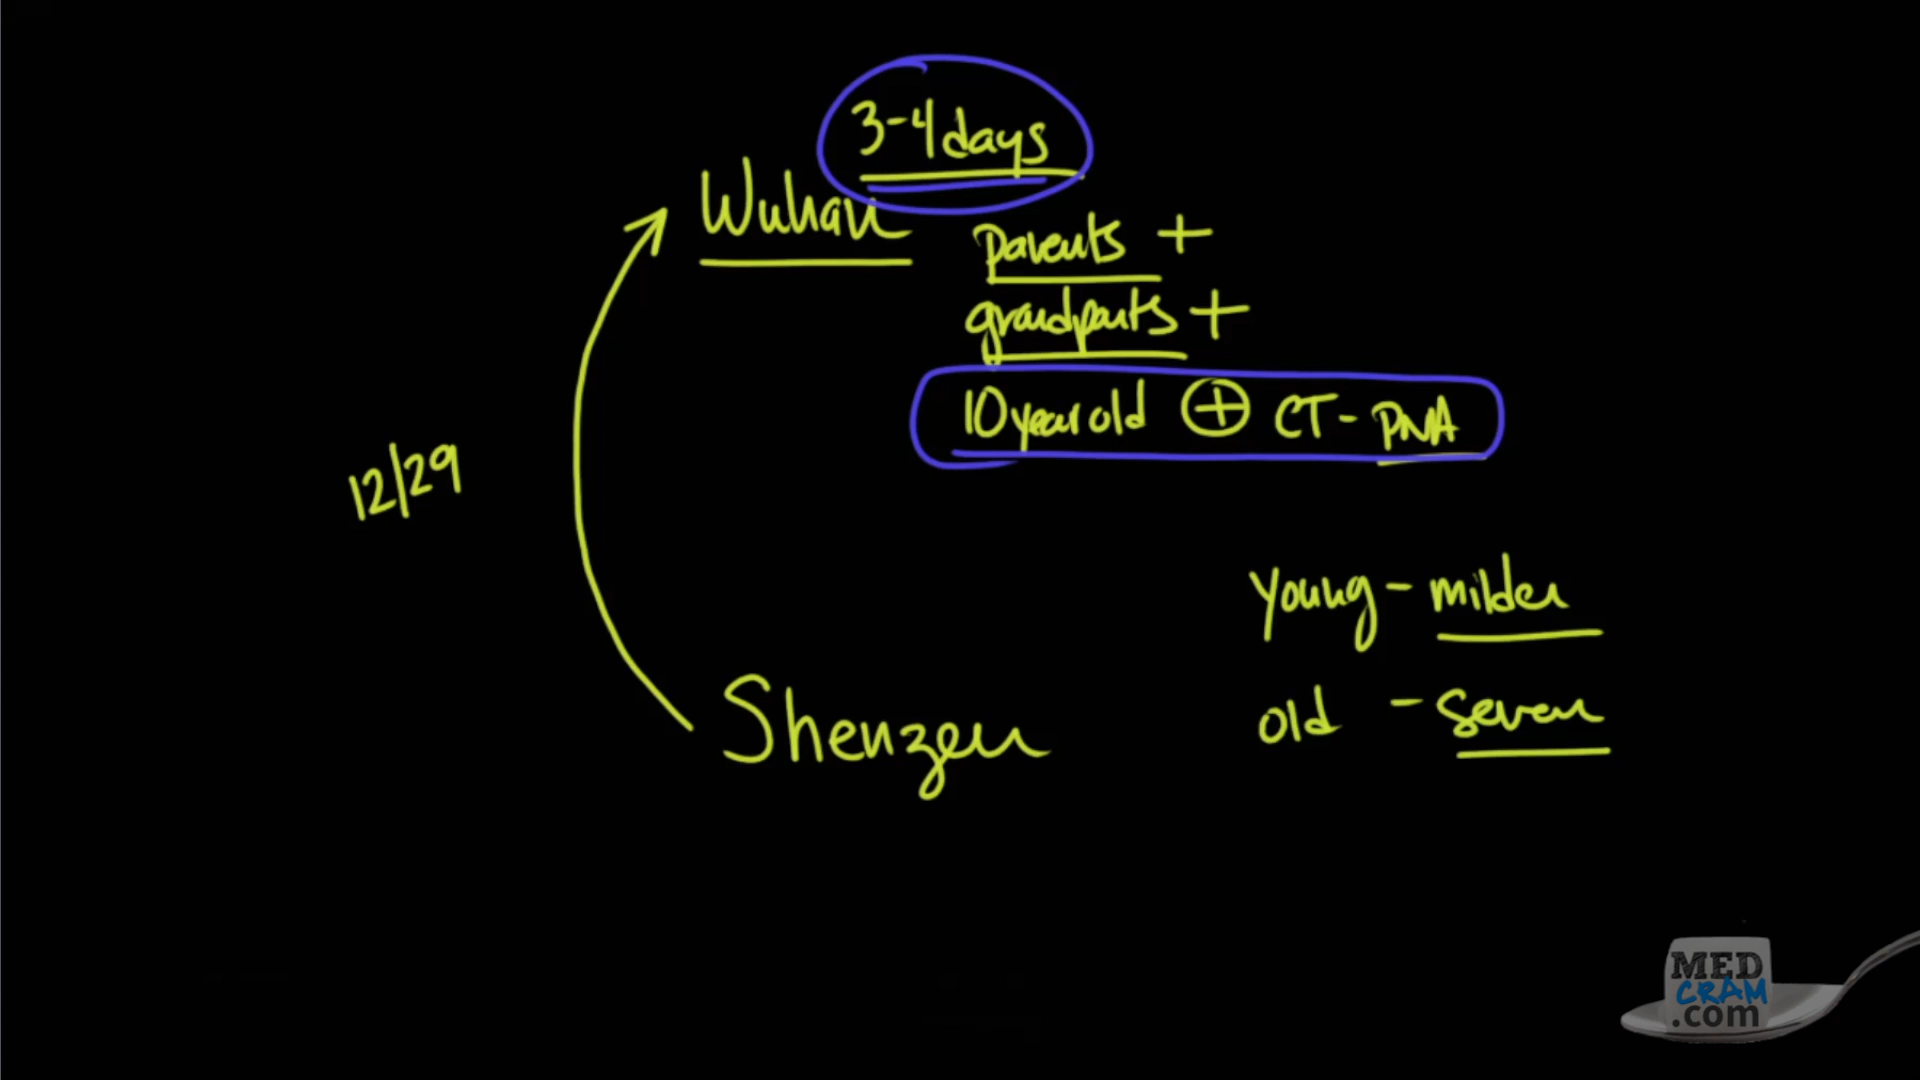 3-4 days
Wuhan
parents +
grandparents +
10 year old + CT - PNA
12/29
young - milder
old - sever
Shenzen
MED
CRAM
.com